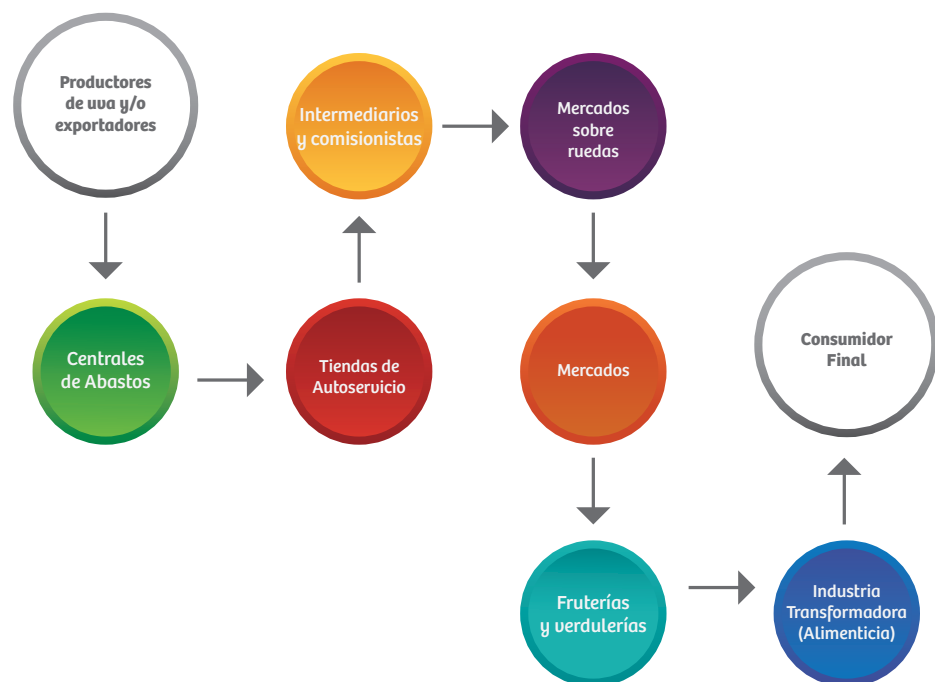 Productores
de uva y/o
exportadores
Centrales
de Abastos
Tiendas de
Autoservicio
Intermediarios
y comisionistas
Mercados
sobre
ruedas
Mercados
Fruterías
y verdulerías
Industria
Transformadora
(Alimenticia)
Consumidor
Final